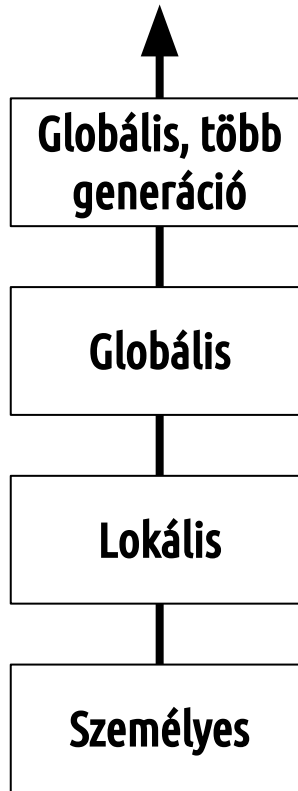 Globális, több
generáció
Globális
Lokális
Személyes